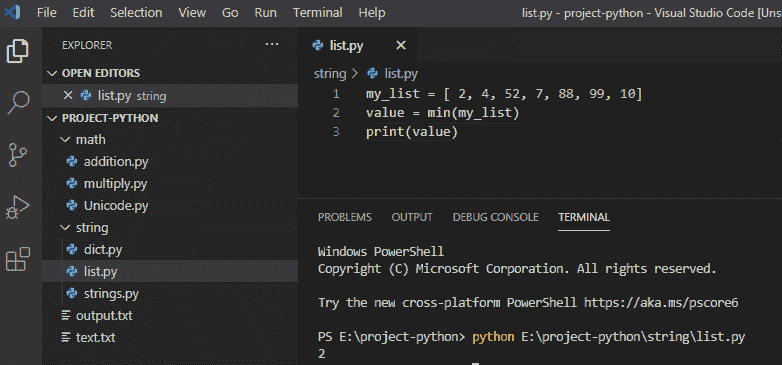 File Edit Selection View Go Run Terminal Help list.py - project-python - Visual Studio Code [Uns
EXPLORER
OPEN EDITORS
list.py string
PROJECT-PYTHON
math
addition.py
multiply.py
Unicode.py
string
dict.py
list.py
strings.py
output.txt
text.txt
list.py
string > list.py
1 my_list = [ 2, 4, 52, 7, 88, 99, 10]
2 value = min(my_list)
3 print(value)
PROBLEMS OUTPUT DEBUG CONSOLE TERMINAL
Windows PowerShell
Copyright (C) Microsoft Corporation. All rights reserved.
Try the new cross-platform PowerShell https://aka.ms/pscore6
PS E:\project-python> python E:\project-python\string\list.py
2